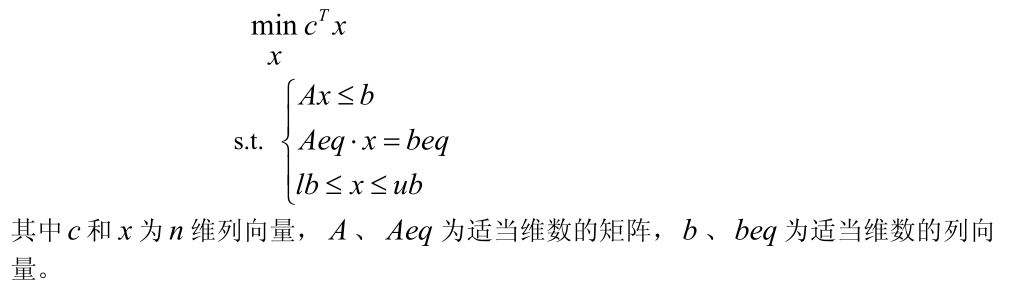 min c^T x
x
Ax ≤ b
s.t. { Aeq · x = beq
lb ≤ x ≤ ub
其中 c 和 x 为 n 维列向量， A 、 Aeq 为适当维数的矩阵， b 、 beq 为适当维数的列向
量。